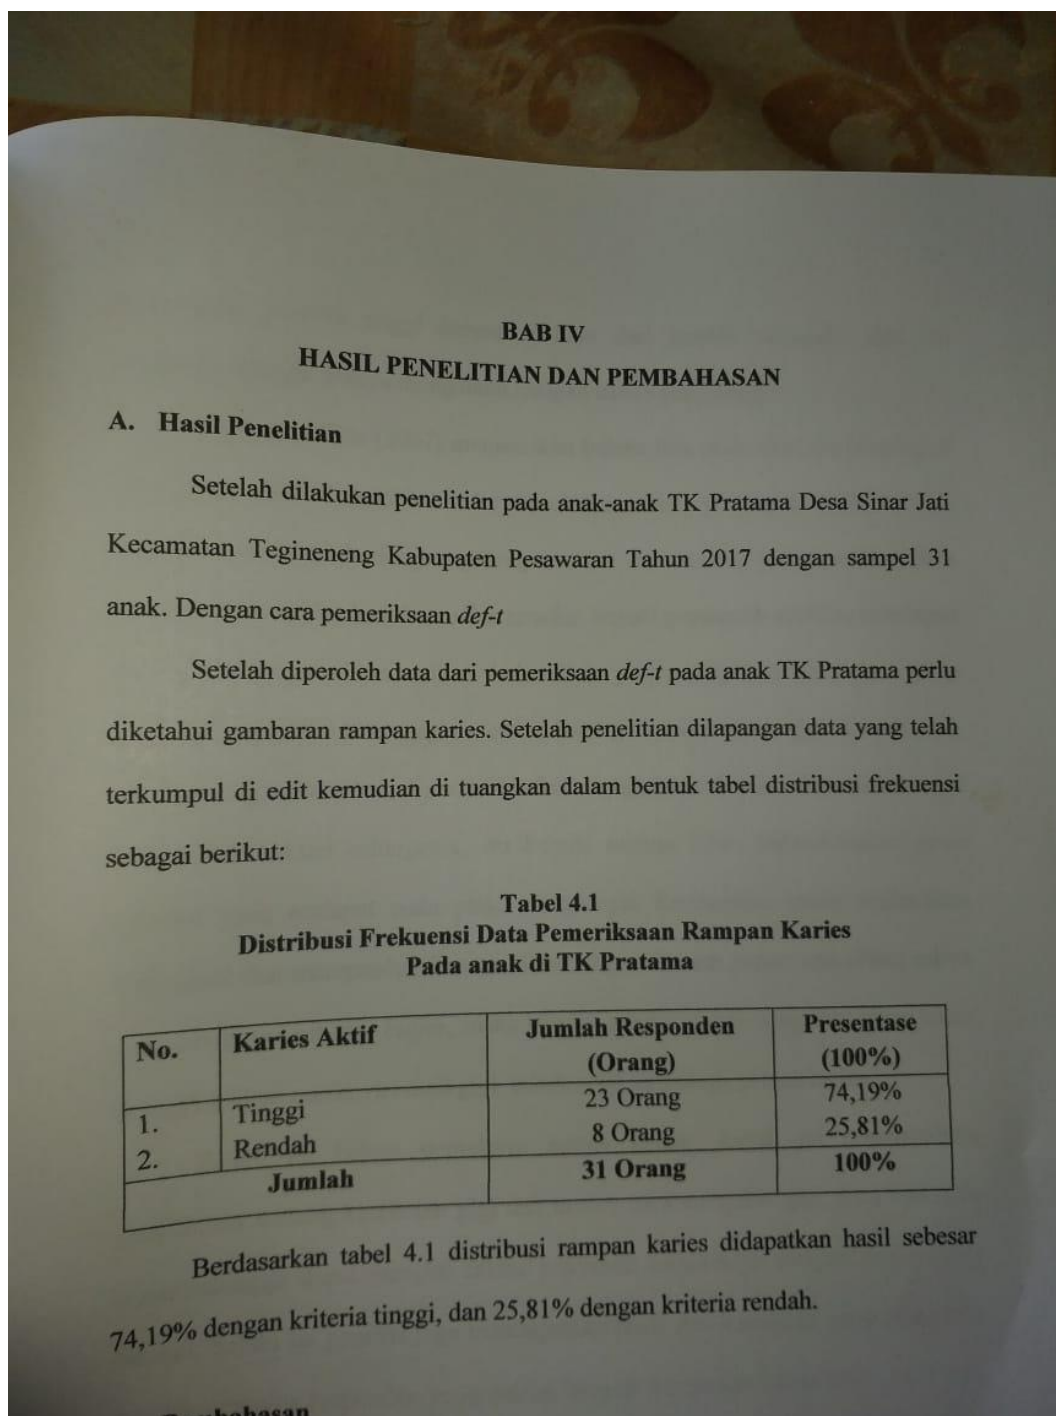 BAB IV
HASIL PENELITIAN DAN PEMBAHASAN
A. Hasil Penelitian
Setelah dilakukan penelitian pada anak-anak TK Pratama Desa Sinar Jati
Kecamatan Tegineneng Kabupaten Pesawaran Tahun 2017 dengan sampel 31
anak. Dengan cara pemeriksaan def-t
Setelah diperoleh data dari pemeriksaan def-t pada anak TK Pratama perlu
diketahui gambaran rampan karies. Setelah penelitian dilapangan data yang telah
terkumpul di edit kemudian di tuangkan dalam bentuk tabel distribusi frekuensi
sebagai berikut:
Tabel 4.1
Distribusi Frekuensi Data Pemeriksaan Rampan Karies
Pada anak di TK Pratama
No. Karies Aktif Jumlah Responden Presentase
(Orang) (100%)
1. Tinggi 23 Orang 74,19%
2. Rendah 8 Orang 25,81%
Jumlah 31 Orang 100%
Berdasarkan tabel 4.1 distribusi rampan karies didapatkan hasil sebesar
74,19% dengan kriteria tinggi, dan 25,81% dengan kriteria rendah.